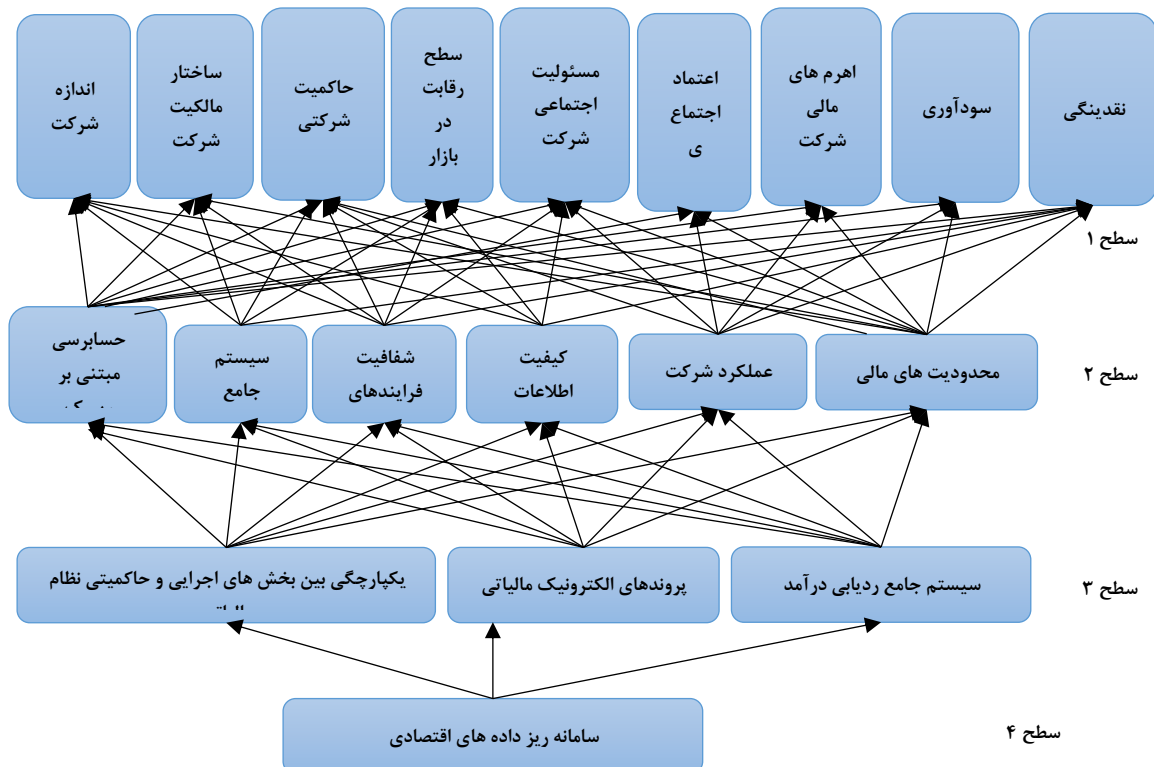 اندازه
شرکت
ساختار
مالکیت
شرکت
حاکمیت
شرکتی
سطح
رقابت
در
بازار
مسئولیت
اجتماعی
شرکت
اعتماد
اجتماع
ی
اهرم های
مالی
شرکت
سودآوری
نقدینگی
سطح ۱
حسابرسی
مبتنی بر
سیستم
جامع
شفافیت
فرایندهای
کیفیت
اطلاعات
عملکرد شرکت
محدودیت های مالی
سطح ۲
یکپارچگی بین بخش های اجرایی و حاکمیتی نظام
پروندهای الکترونیک مالیاتی
سیستم جامع ردیابی درآمد
سطح ۳
سامانه ریز داده های اقتصادی
سطح ۴